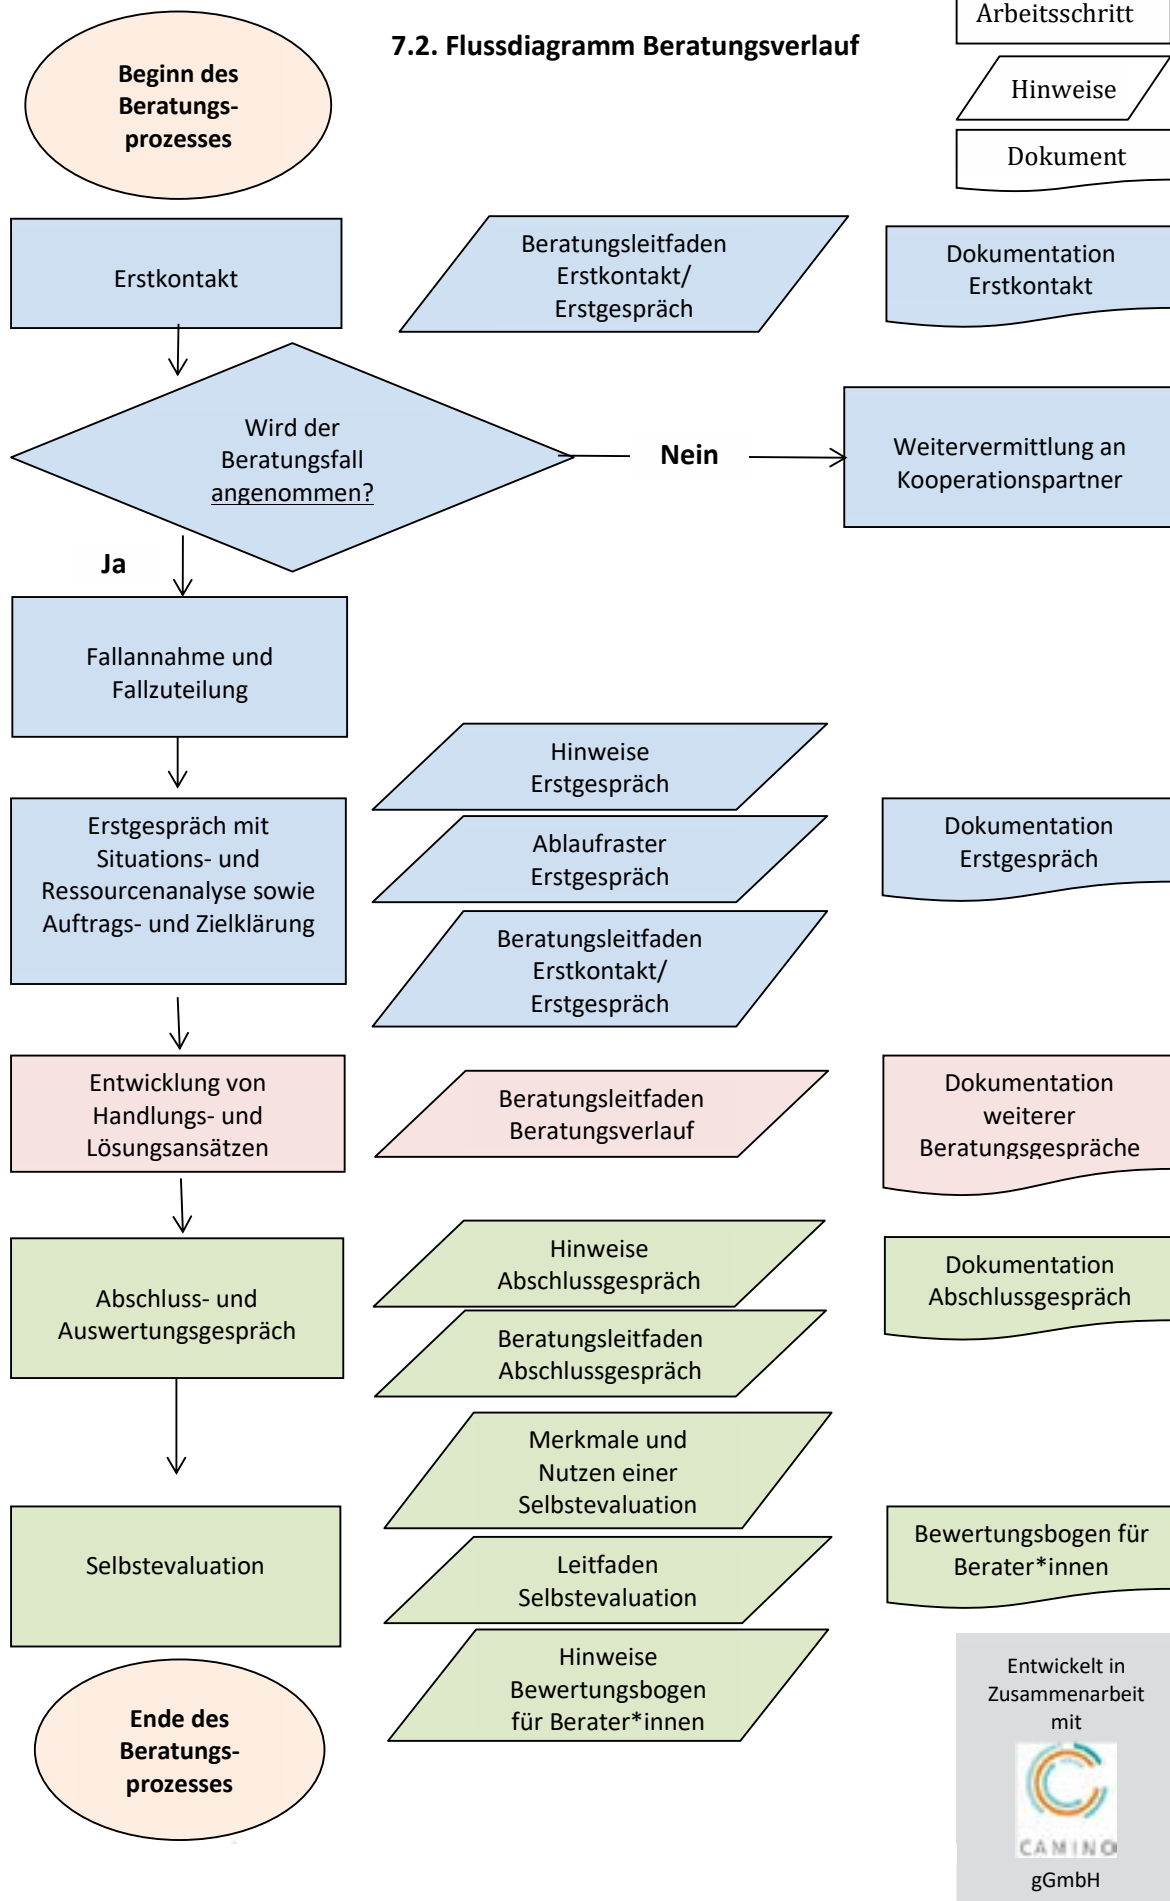 Arbeitsschritt
7.2. Flussdiagramm Beratungsverlauf
Hinweise
Dokument
Beginn des
Beratungs-
prozesses
Erstkontakt
Beratungsleitfaden
Erstkontakt/
Erstgespräch
Dokumentation
Erstkontakt
Wird der
Beratungsfall
angenommen?
Nein
Weitervermittlung an
Kooperationspartner
Ja
Fallannahme und
Fallzuteilung
Hinweise
Erstgespräch
Erstgespräch mit
Situations- und
Ressourcenanalyse sowie
Auftrags- und Zielklärung
Ablaufraster
Erstgespräch
Dokumentation
Erstgespräch
Beratungsleitfaden
Erstkontakt/
Erstgespräch
Entwicklung von
Handlungs- und
Lösungsansätzen
Beratungsleitfaden
Beratungsverlauf
Dokumentation
weiterer
Beratungsgespräche
Abschluss- und
Auswertungsgespräch
Hinweise
Abschlussgespräch
Dokumentation
Abschlussgespräch
Beratungsleitfaden
Abschlussgespräch
Merkmale und
Nutzen einer
Selbstevaluation
Selbstevaluation
Leitfaden
Selbstevaluation
Bewertungsbogen für
Berater*innen
Hinweise
Bewertungsbogen
für Berater*innen
Ende des
Beratungs-
prozesses
Entwickelt in
Zusammenarbeit
mit
CAMINO
gGmbH